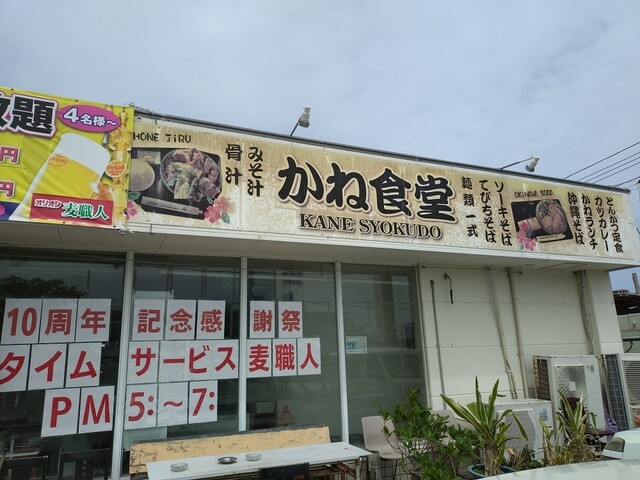 放題
4名様～
円
円
オリオン
麦職人
HONE JIRU
みそ汁
骨汁
かね食堂
KANE SYOKUDO
ソーキそば
てびちそば
麺類一式
OKINAWA SOBA
とんかつ定食
カツカレー
かねランチ
沖縄そば
10周年 記念感謝祭
タイム サービス麦職人
PM5:～7: